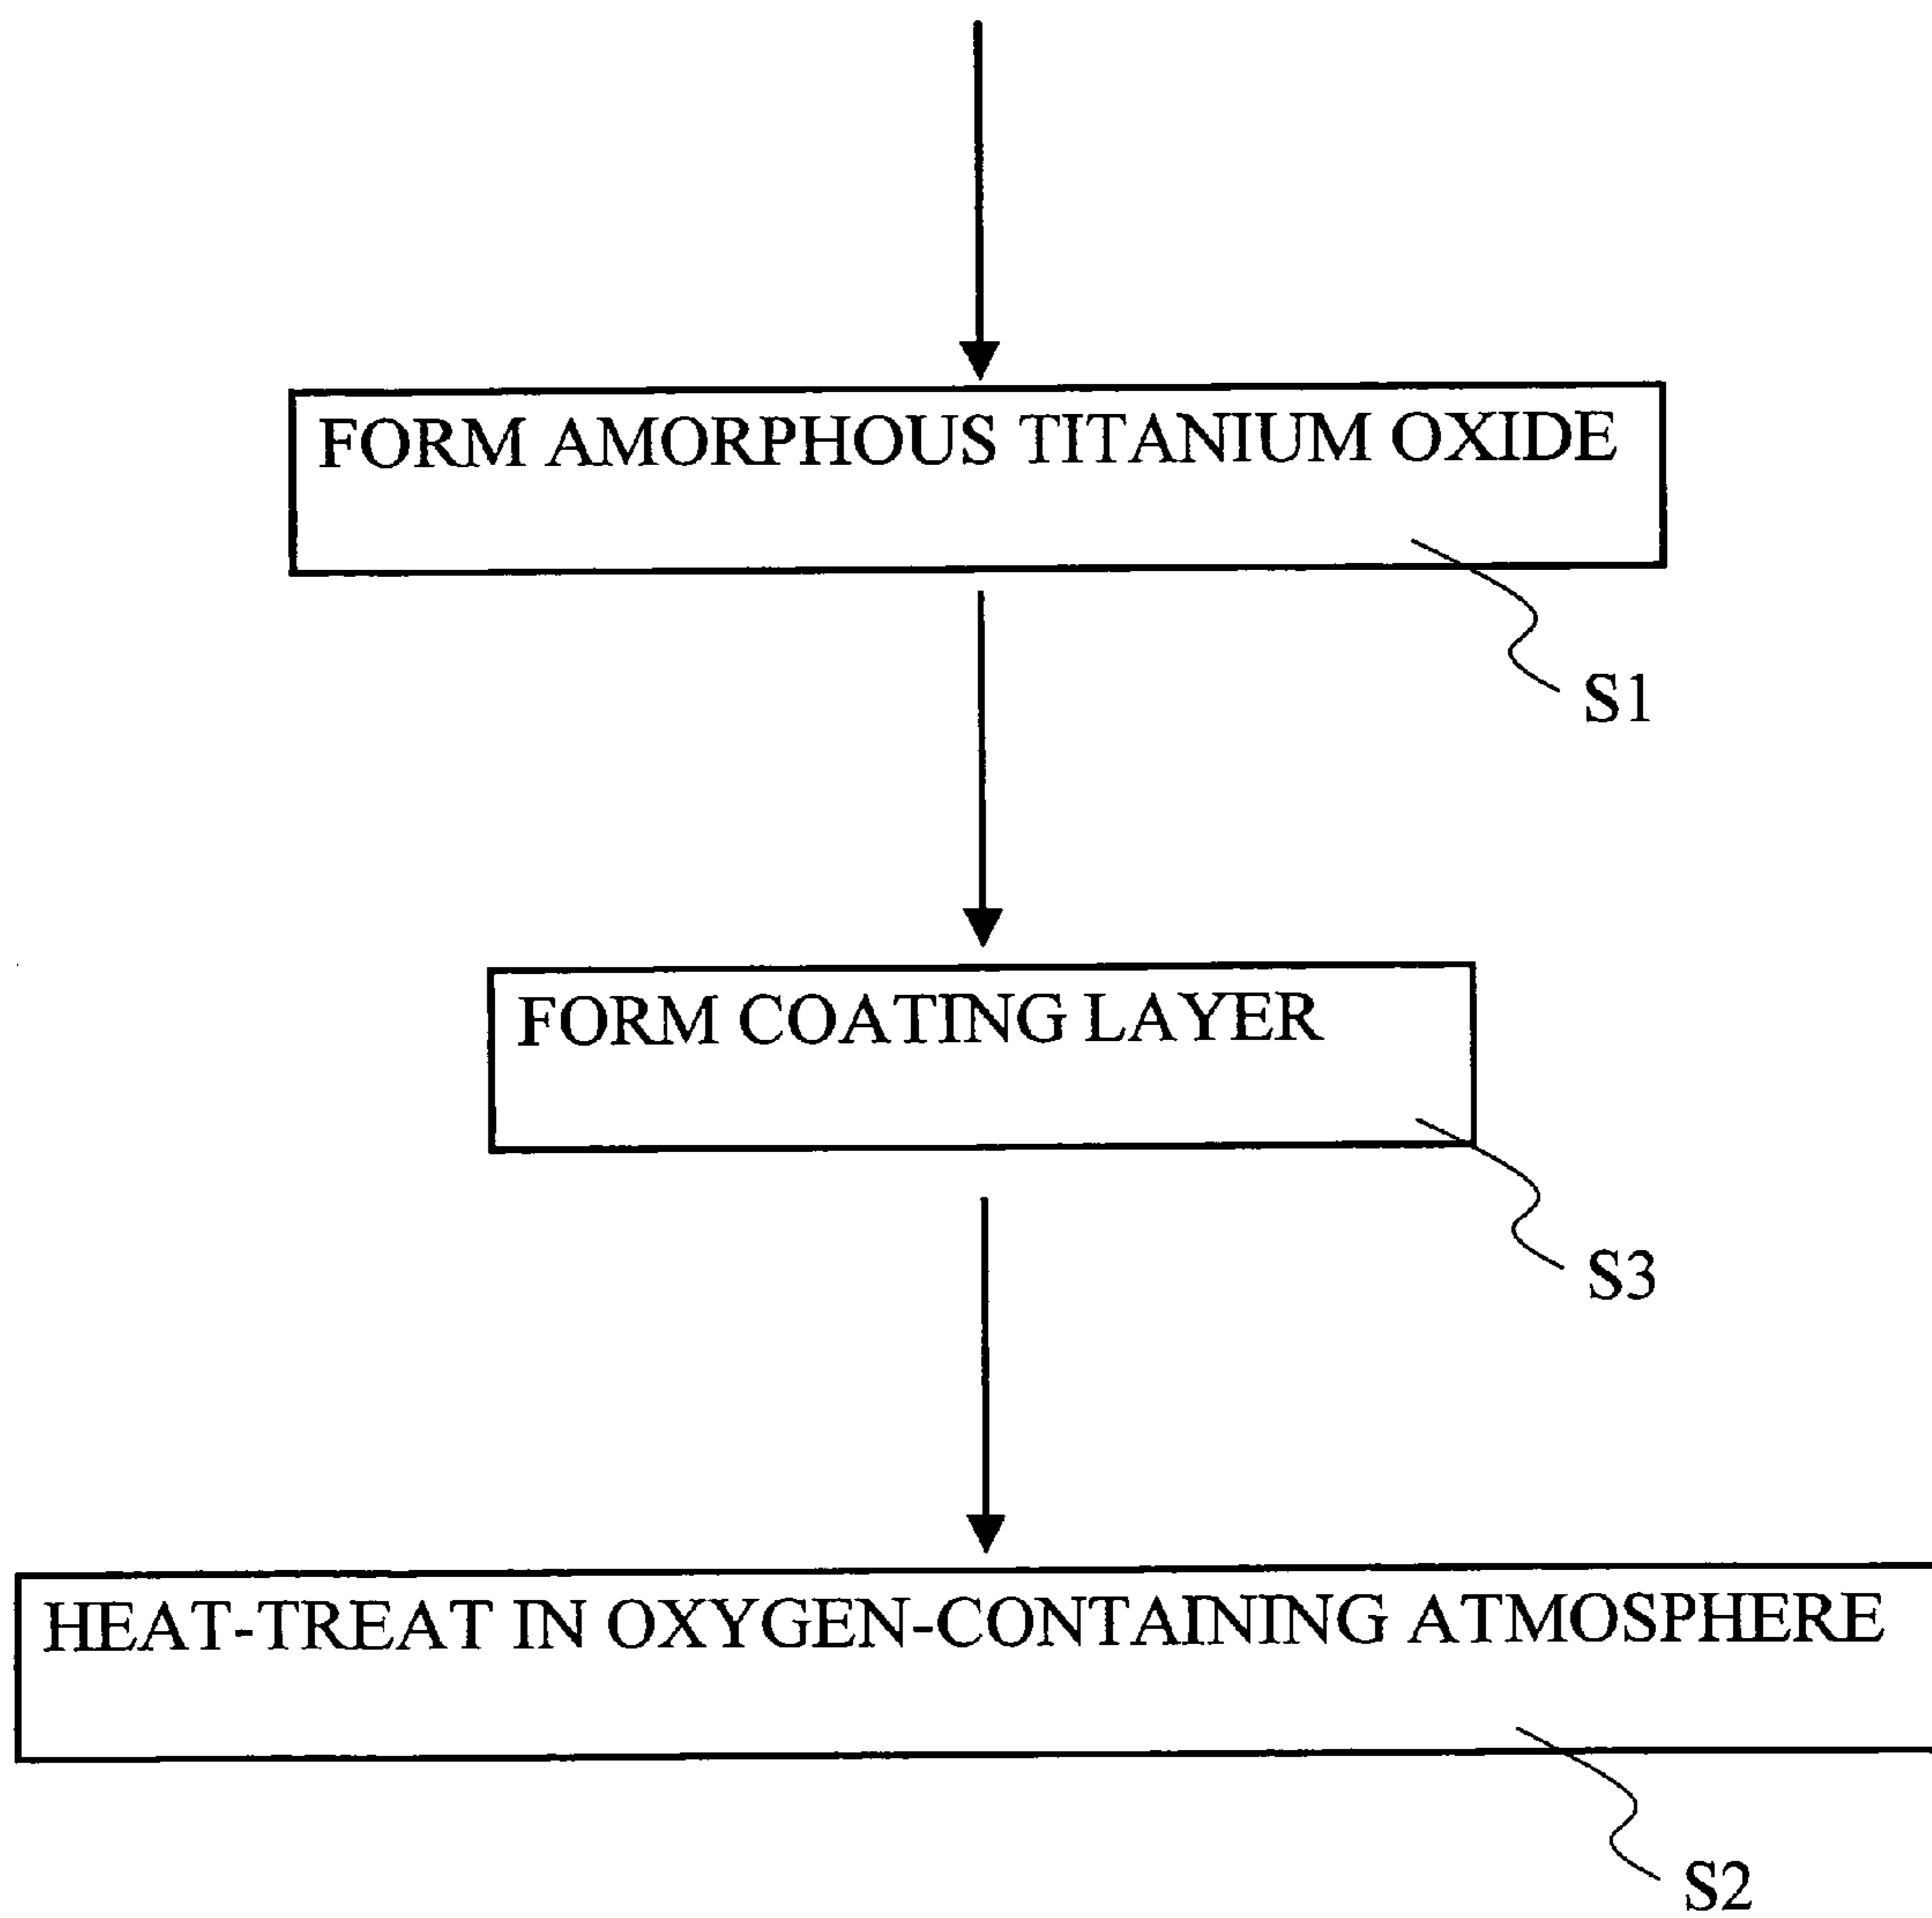 FORM AMORPHOUS TITANIUM OXIDE
S1
FORM COATING LAYER
S3
HEAT-TREAT IN OXYGEN-CONTAINING ATMOSPHERE
S2